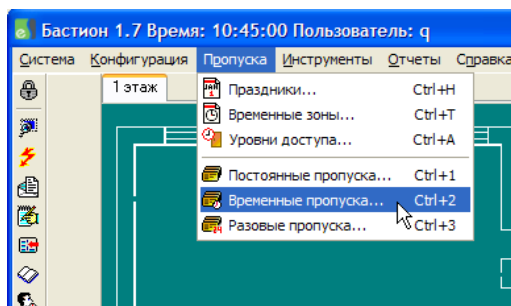 Бастион 1.7 Время: 10:45:00 Пользователь: q
Система Конфигурация Пропуска Инструменты Отчеты Справка
1 этаж
Праздники... Ctrl+H
Временные зоны... Ctrl+T
Уровни доступа... Ctrl+A
Постоянные пропуска... Ctrl+1
Временные пропуска... Ctrl+2
Разовые пропуска... Ctrl+3